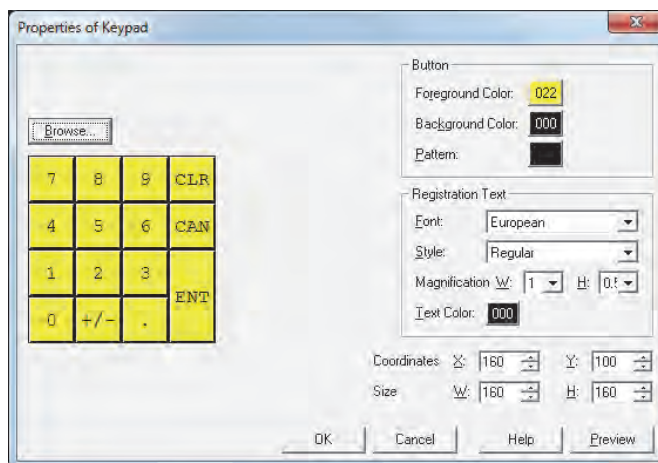 Properties of Keypad
Button
Foreground Color: 022
Browse...
Background Color: 000
Pattern:
7 8 9 CLR
Registration Text
4 5 6 CAN
Font: European
Style: Regular
1 2 3
Magnification W: 1 H: 0.5
ENT
0 +/- .
Text Color: 000
Coordinates X: 160 Y: 100
Size W: 160 H: 160
OK Cancel Help Preview